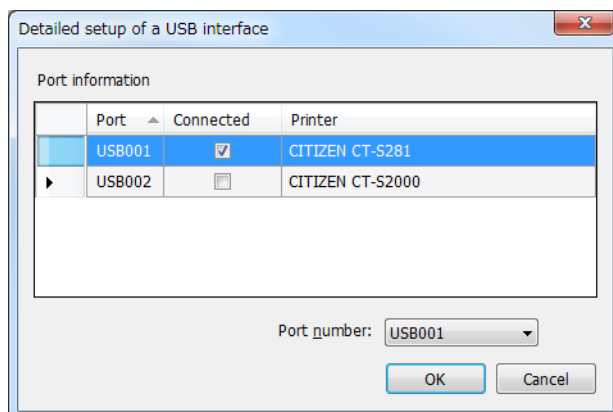 Detailed setup of a USB interface
Port information
Port Connected Printer
USB001 CITIZEN CT-S281
USB002 CITIZEN CT-S2000
Port number: USB001
OK Cancel